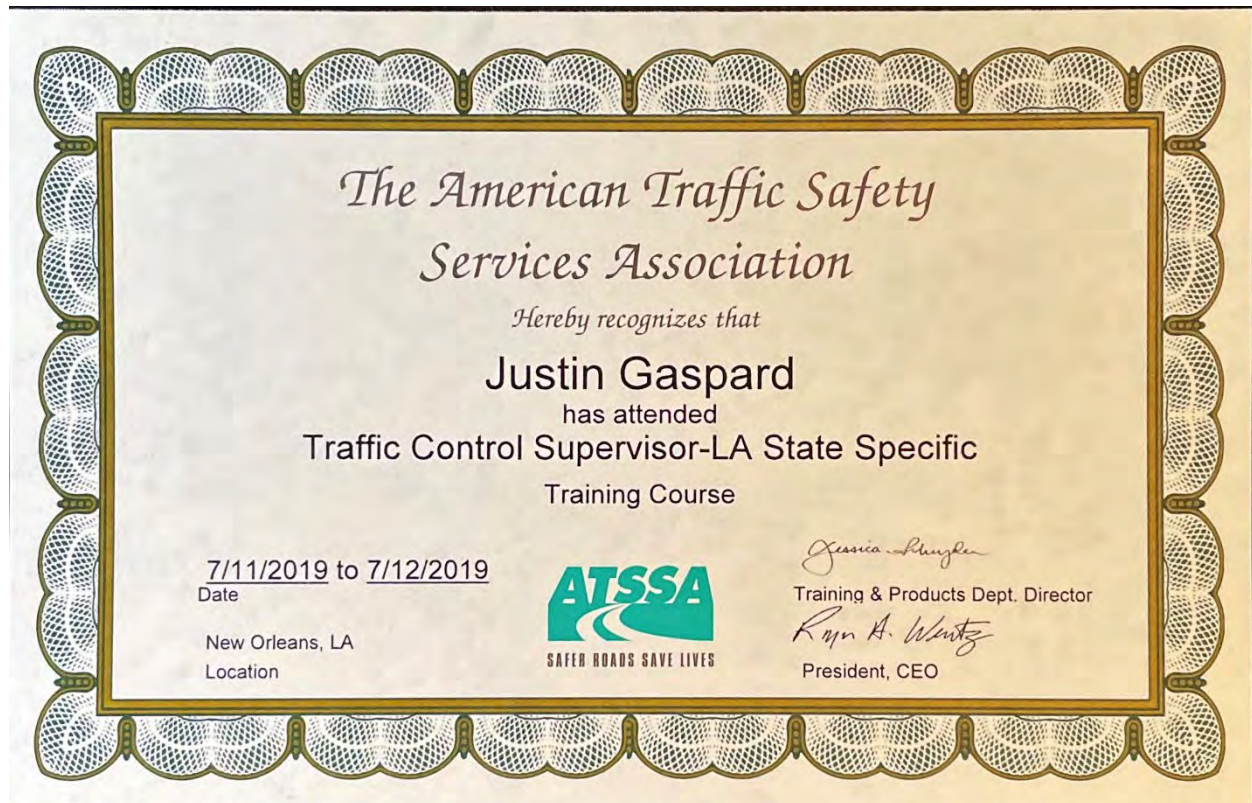 The American Traffic Safety
Services Association
Hereby recognizes that
Justin Gaspard
has attended
Traffic Control Supervisor-LA State Specific
Training Course
7/11/2019 to 7/12/2019
Date
New Orleans, LA
Location
ATSSA
SAFER ROADS SAVE LIVES
Jessica
Training & Products Dept. Director
A. Wentz
President, CEO